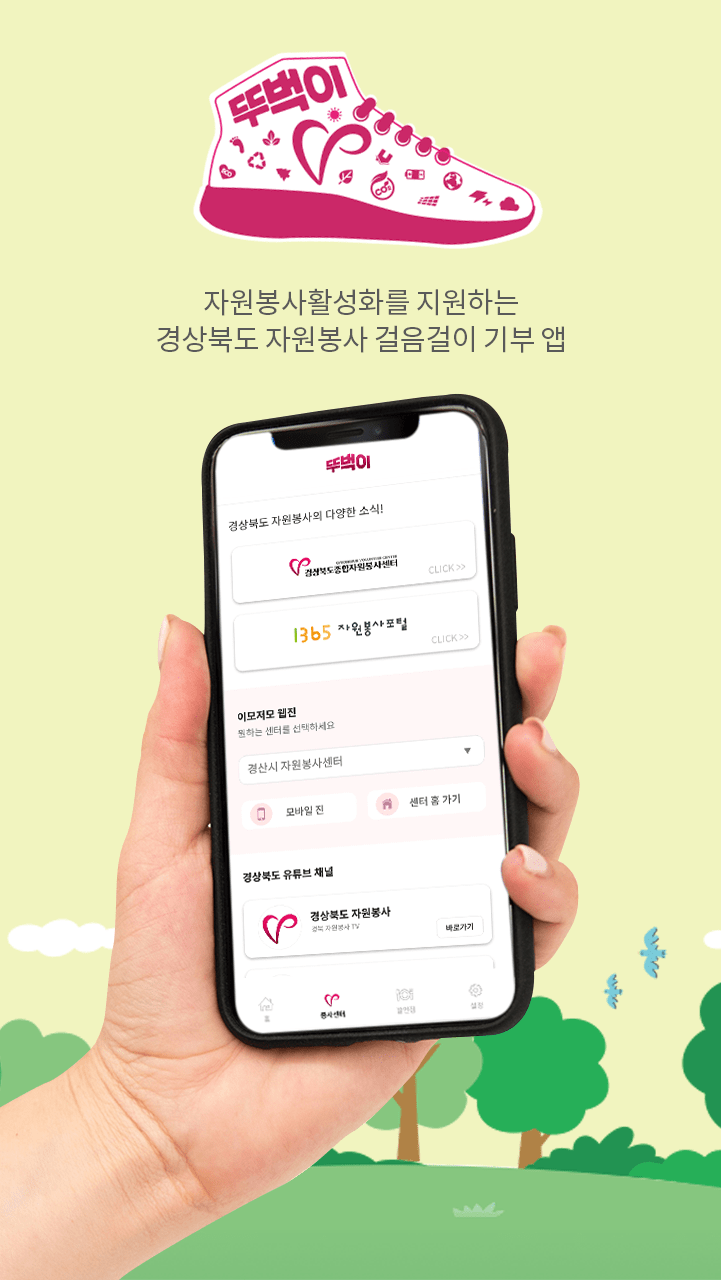 뚜벅이
ECO
CO₂
자원봉사활성화를 지원하는
경상북도 자원봉사 걸음걸이 기부 앱
뚜벅이
경상북도 자원봉사의 다양한 소식!
GYEONGBUK VOLUNTEER CENTER
경상북도종합자원봉사센터
CLICK >>
1365 자원봉사포털
CLICK >>
이모저모 웹진
원하는 센터를 선택하세요
경산시 자원봉사센터 ▼
모바일 진
센터 홈 가기
경상북도 유튜브 채널
경상북도 자원봉사
경북 자원봉사 TV
바로가기
홈
봉사센터
설정